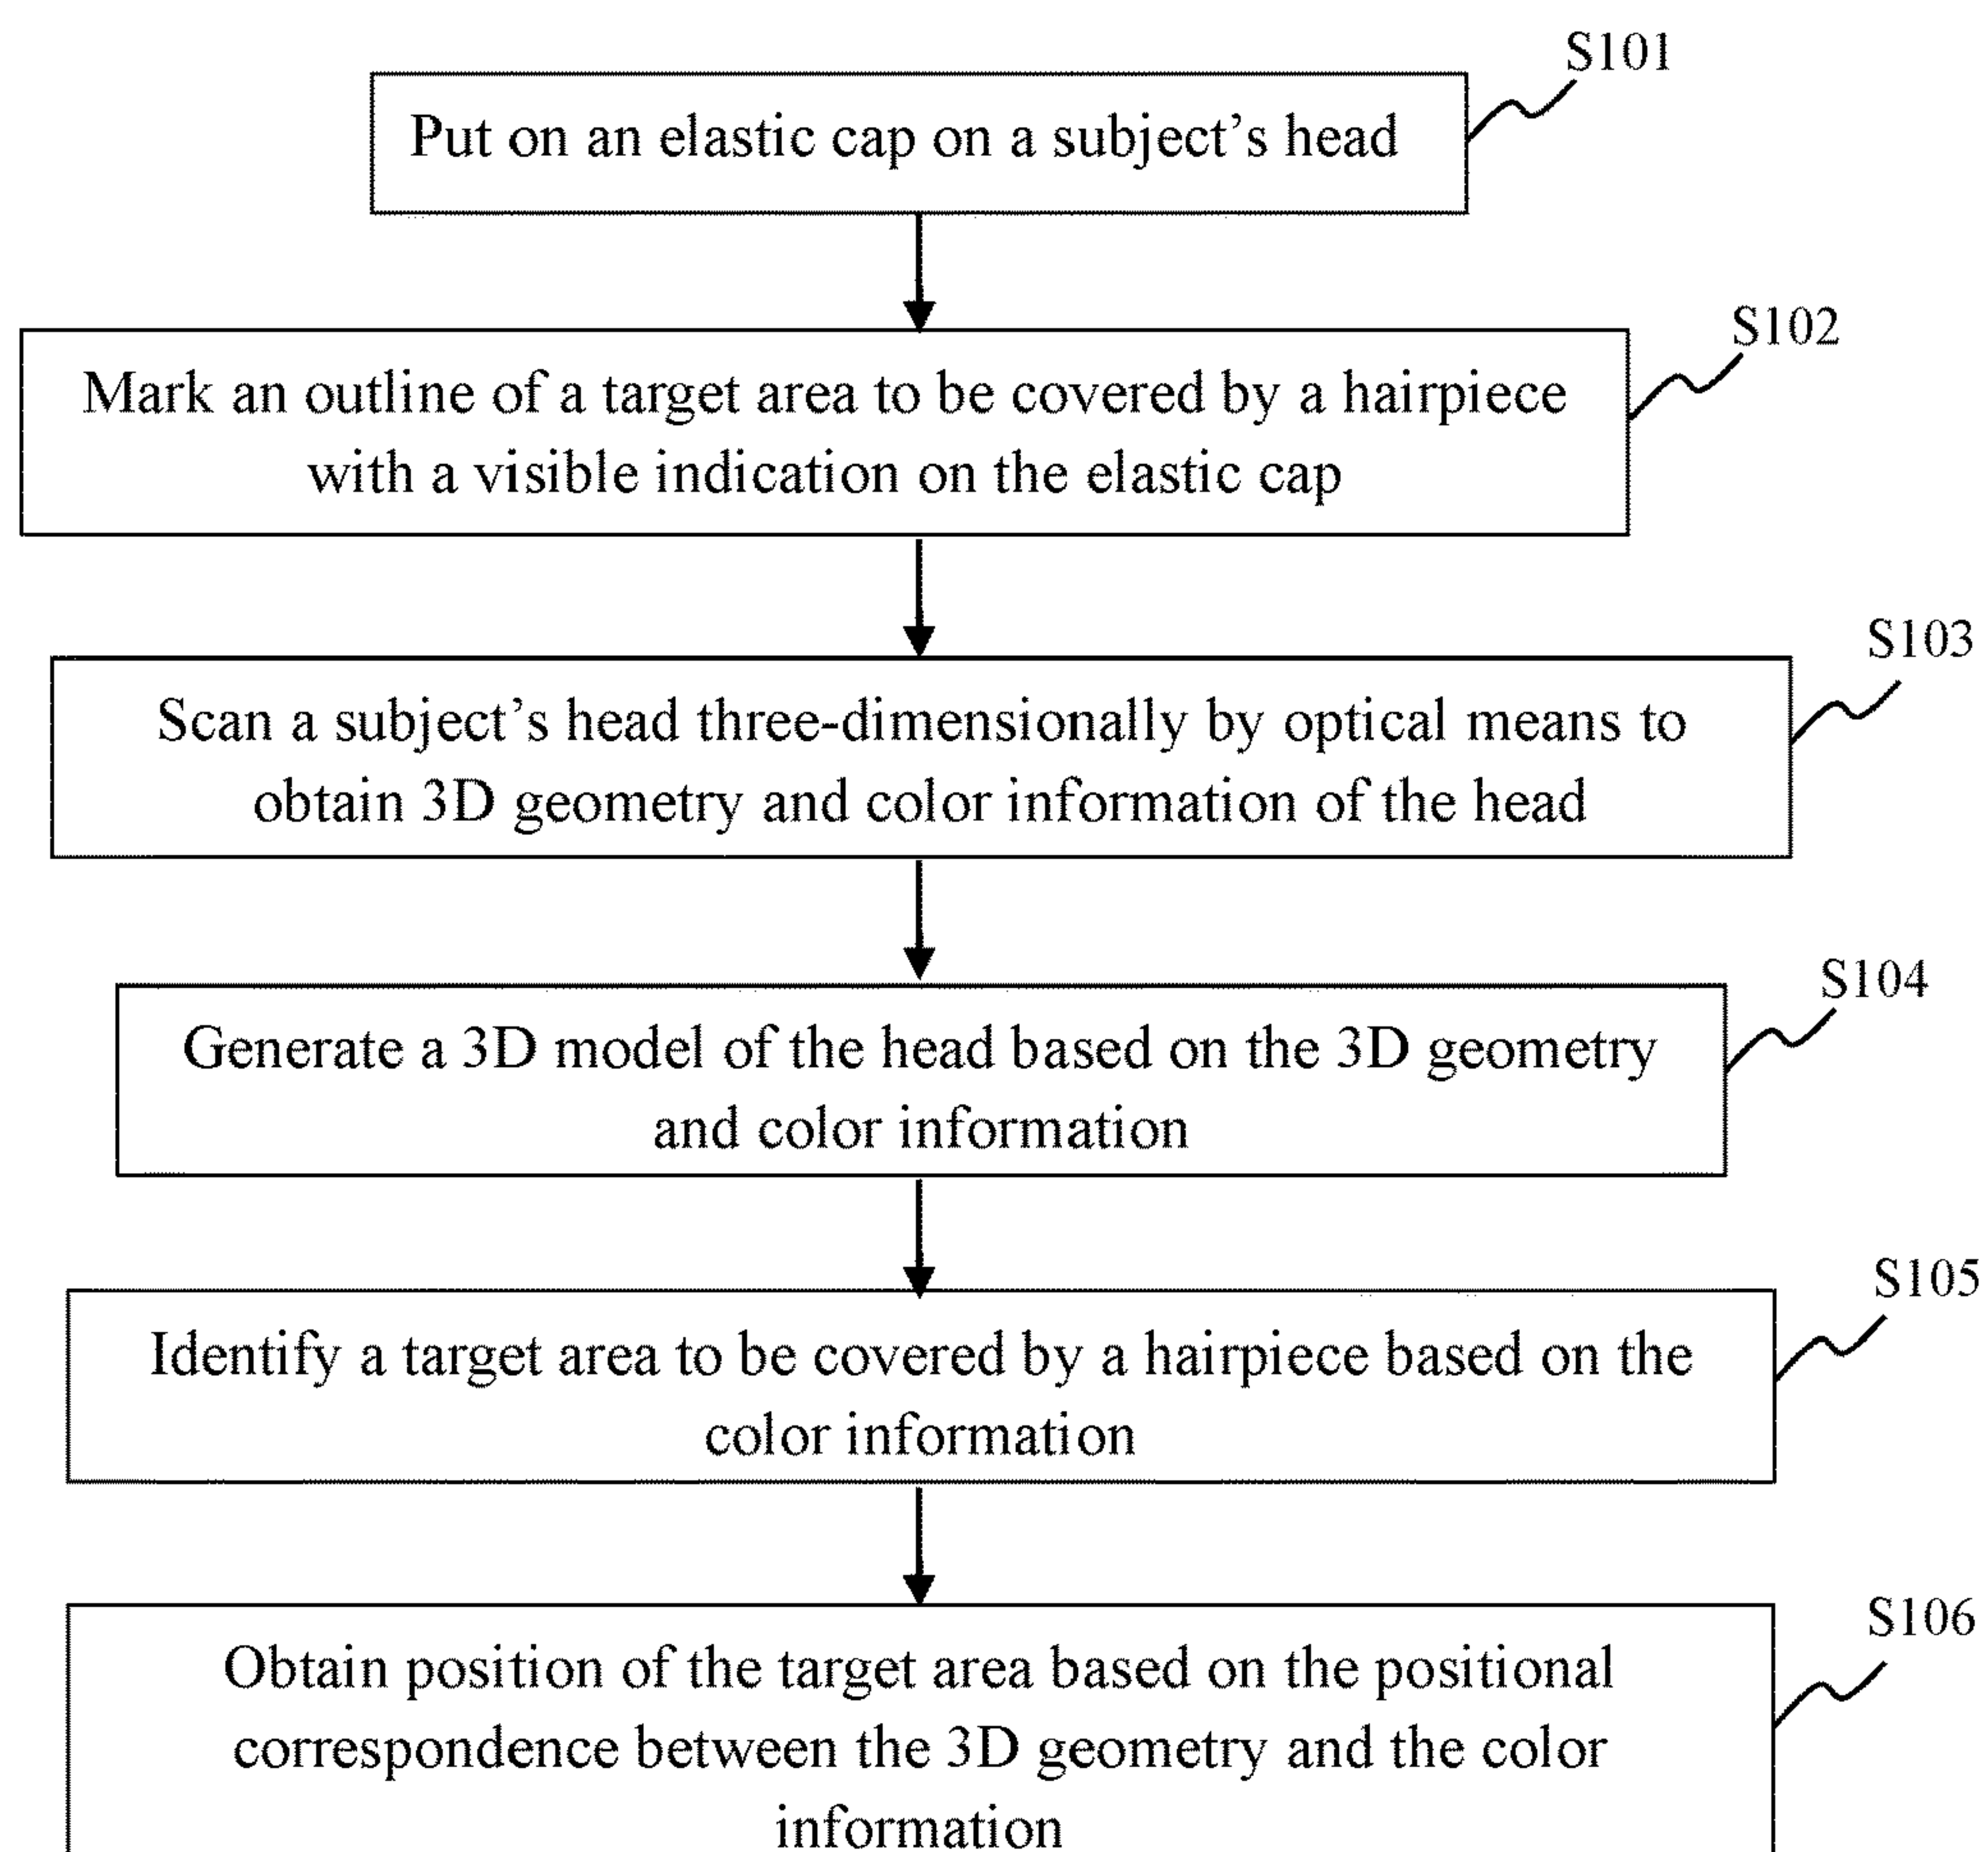 S101
Put on an elastic cap on a subject's head
S102
Mark an outline of a target area to be covered by a hairpiece
with a visible indication on the elastic cap
S103
Scan a subject's head three-dimensionally by optical means to
obtain 3D geometry and color information of the head
S104
Generate a 3D model of the head based on the 3D geometry
and color information
S105
Identify a target area to be covered by a hairpiece based on the
color information
S106
Obtain position of the target area based on the positional
correspondence between the 3D geometry and the color
information